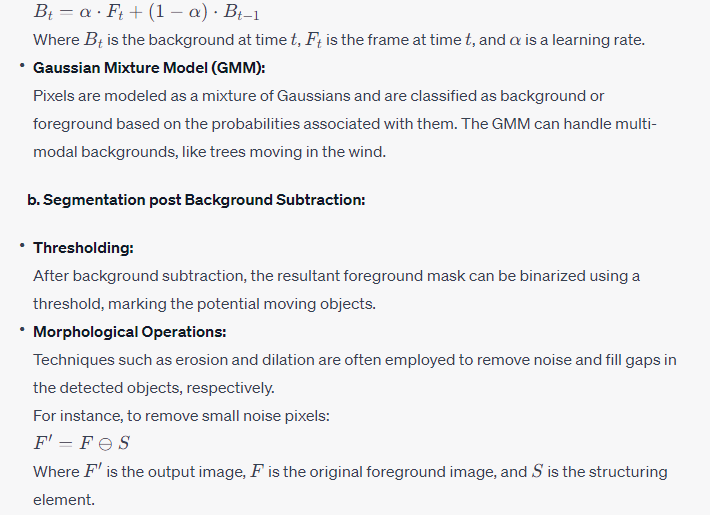 B_t = α · F_t + (1 − α) · B_{t−1}
Where B_t is the background at time t, F_t is the frame at time t, and α is a learning rate.
• Gaussian Mixture Model (GMM):
Pixels are modeled as a mixture of Gaussians and are classified as background or
foreground based on the probabilities associated with them. The GMM can handle multi-
modal backgrounds, like trees moving in the wind.
b. Segmentation post Background Subtraction:
• Thresholding:
After background subtraction, the resultant foreground mask can be binarized using a
threshold, marking the potential moving objects.
• Morphological Operations:
Techniques such as erosion and dilation are often employed to remove noise and fill gaps in
the detected objects, respectively.
For instance, to remove small noise pixels:
F′ = F ⊖ S
Where F′ is the output image, F is the original foreground image, and S is the structuring
element.